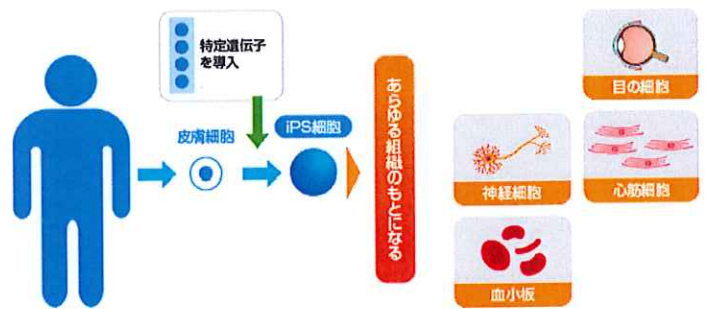 特定遺伝子
を導入
皮膚細胞
iPS細胞
あらゆる組織のもとになる
目の細胞
神経細胞
心筋細胞
血小板